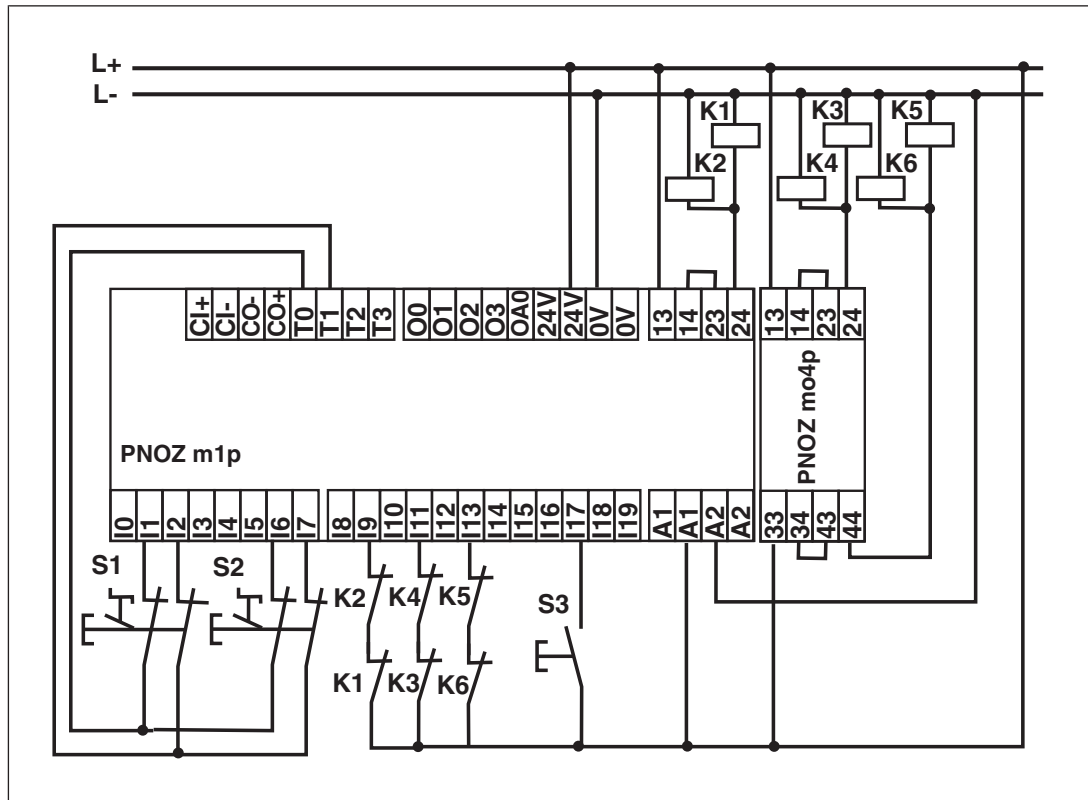 L+
L-
K1
K2
K3
K4
K5
K6
CI+ CI- CO- CO+ T0 T1 T2 T3 O0 O1 O2 O3 OA0 24V 24V 0V 0V 13 14 23 24 13 14 23 24
PNOZ m1p
PNOZ mo4p
I0 I1 I2 I3 I4 I5 I6 I7 I8 I9 I10 I11 I12 I13 I14 I15 I16 I17 I18 I19 A1 A1 A2 A2 33 34 43 44
S1 S2 K2 K4 K5 S3
K1 K3 K6